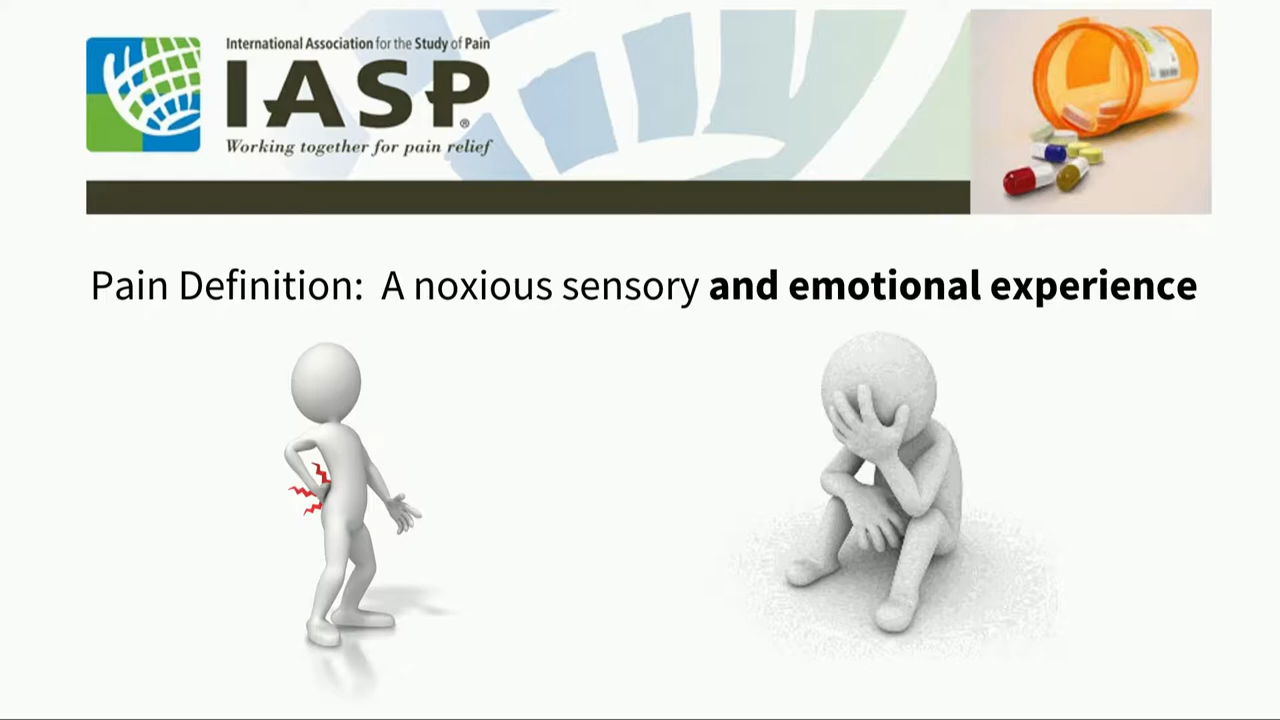 International Association for the Study of Pain
IASP®
Working together for pain relief
Pain Definition: A noxious sensory and emotional experience